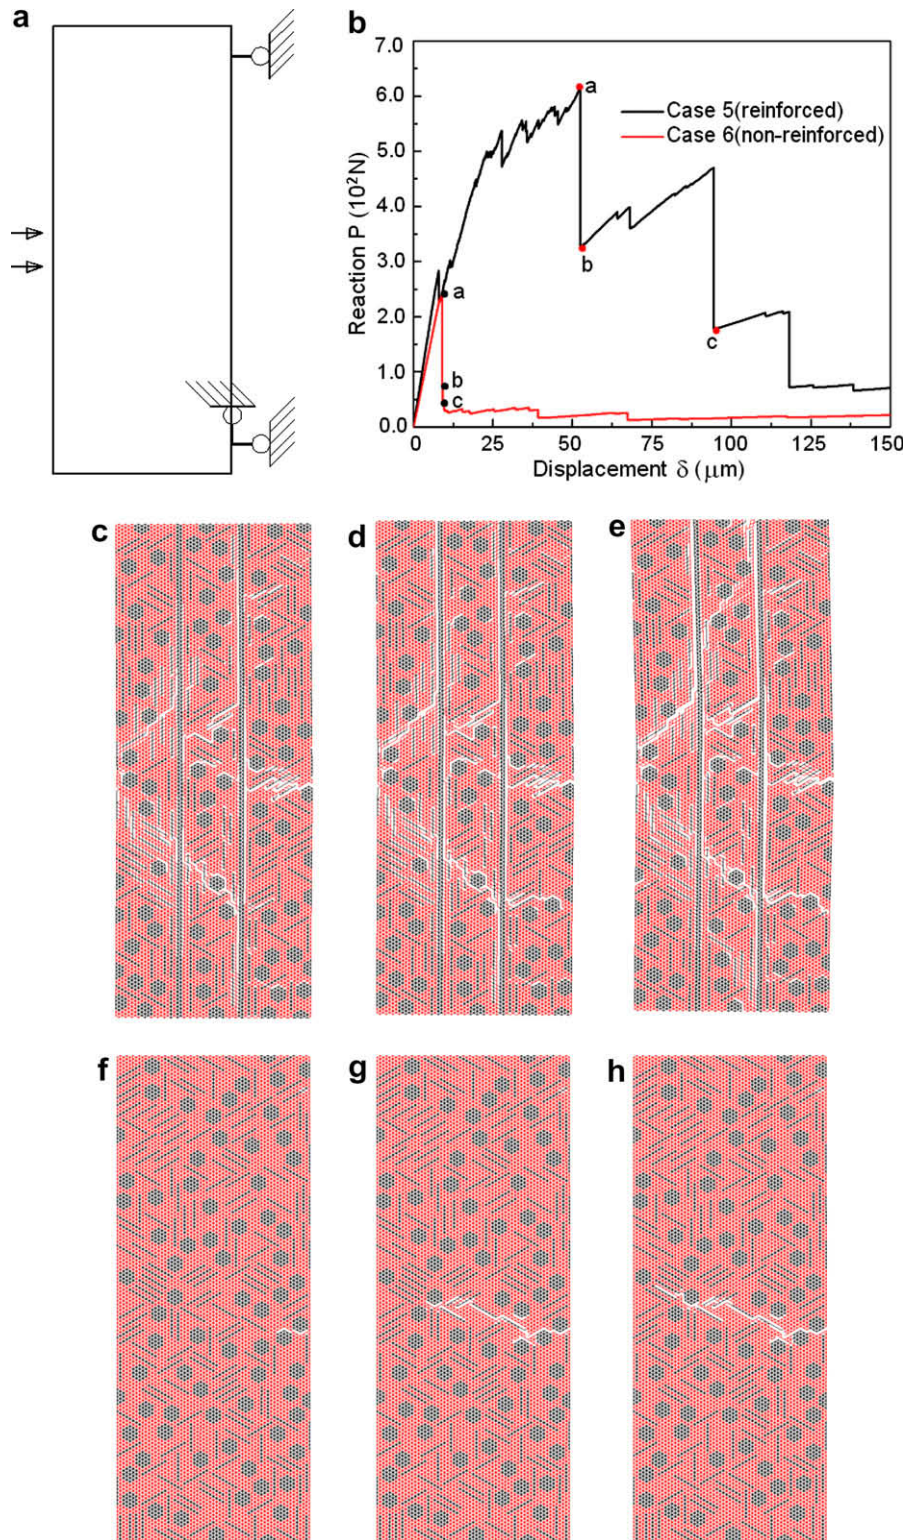 a
b
7.0
6.0
5.0
4.0
3.0
2.0
1.0
0.0
Reaction P (10²N)
Case 5(reinforced)
Case 6(non-reinforced)
a
b
c
a
b
c
0 25 50 75 100 125 150
Displacement δ (μm)
c d e
f g h